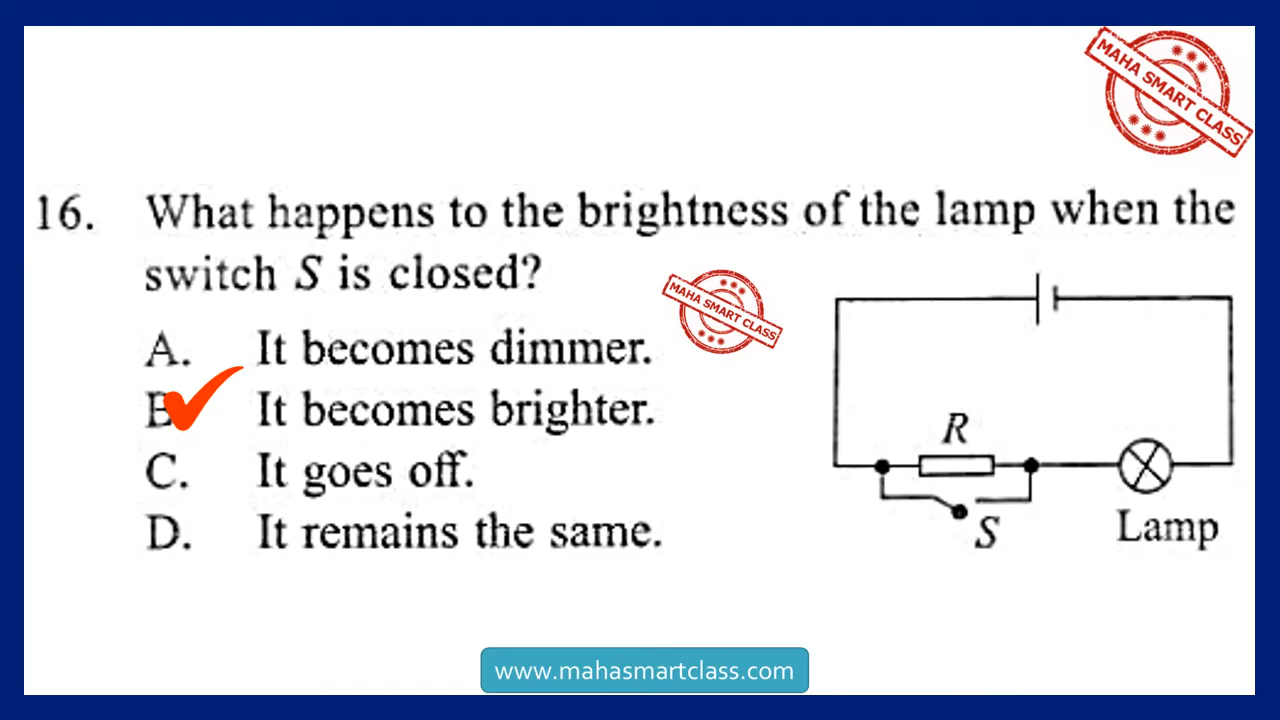 MAHA SMART CLASS
16. What happens to the brightness of the lamp when the
switch S is closed?
MAHA SMART CLASS
A. It becomes dimmer.
B. It becomes brighter.
C. It goes off.
D. It remains the same.
R
S
Lamp
www.mahasmartclass.com